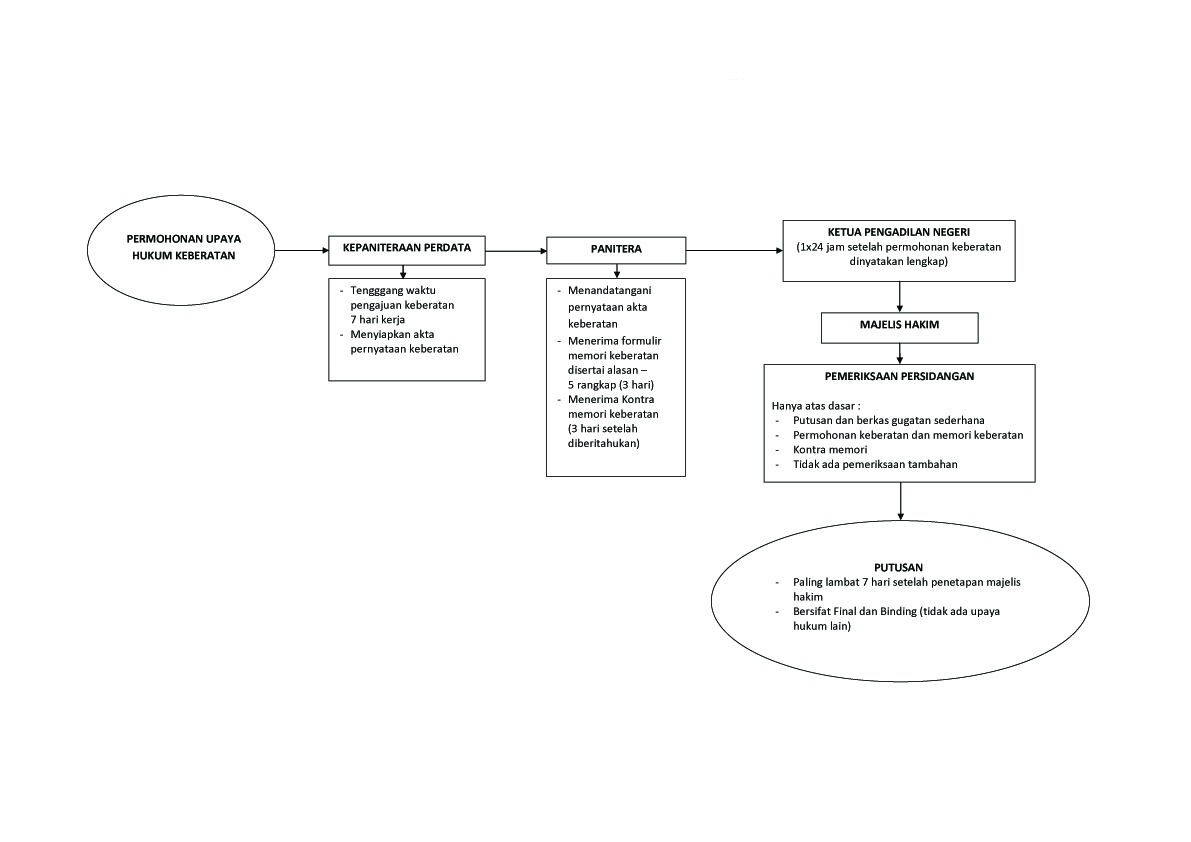 PERMOHONAN UPAYA
HUKUM KEBERATAN
KEPANITERAAN PERDATA
- Tengggang waktu
pengajuan keberatan
7 hari kerja
- Menyiapkan akta
pernyataan keberatan
PANITERA
- Menandatangani
pernyataan akta
keberatan
- Menerima formulir
memori keberatan
disertai alasan –
5 rangkap (3 hari)
- Menerima Kontra
memori keberatan
(3 hari setelah
diberitahukan)
KETUA PENGADILAN NEGERI
(1x24 jam setelah permohonan keberatan
dinyatakan lengkap)
MAJELIS HAKIM
PEMERIKSAAN PERSIDANGAN
Hanya atas dasar :
- Putusan dan berkas gugatan sederhana
- Permohonan keberatan dan memori keberatan
- Kontra memori
- Tidak ada pemeriksaan tambahan
PUTUSAN
- Paling lambat 7 hari setelah penetapan majelis
hakim
- Bersifat Final dan Binding (tidak ada upaya
hukum lain)